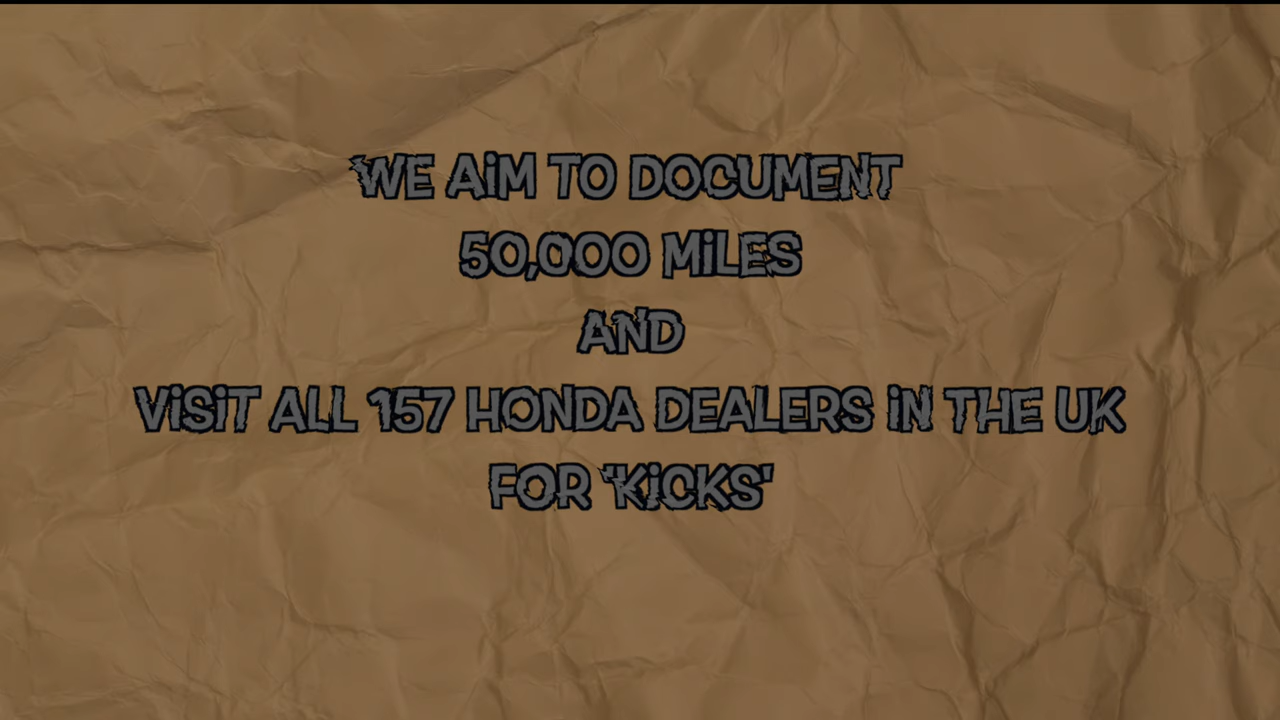 WE AiM TO DOCUMENT
50,000 MiLES
AND
ViSiT ALL 157 HONDA DEALERS iN THE UK
FOR 'KiCKS'